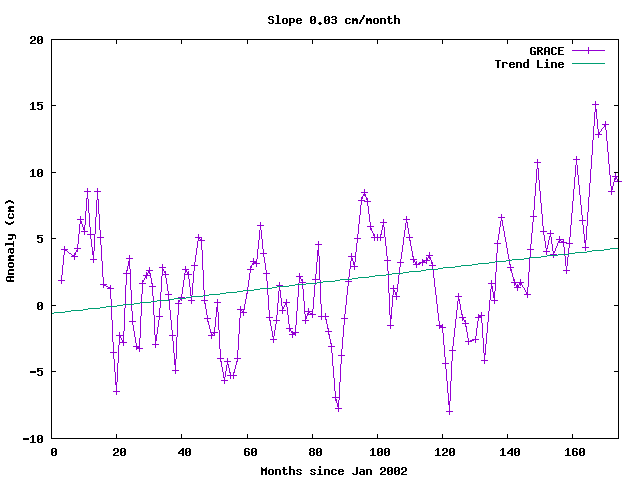 Slope 0.03 cm/month
GRACE
Trend Line
20
15
10
5
0
-5
-10
Anomaly (cm)
0 20 40 60 80 100 120 140 160
Months since Jan 2002